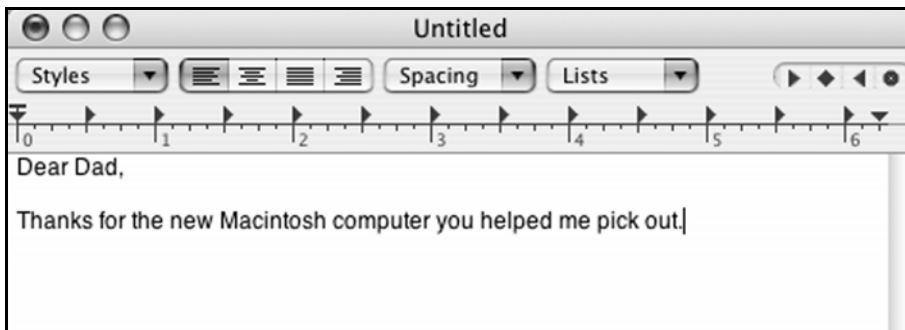 Untitled
Styles Spacing Lists
0 1 2 3 4 5 6
Dear Dad,
Thanks for the new Macintosh computer you helped me pick out.